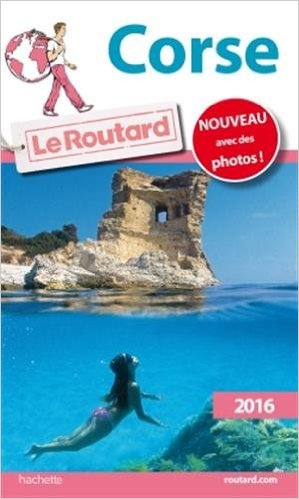 Corse
Le Routard
NOUVEAU
avec des
photos !
2016
hachette
routard.com